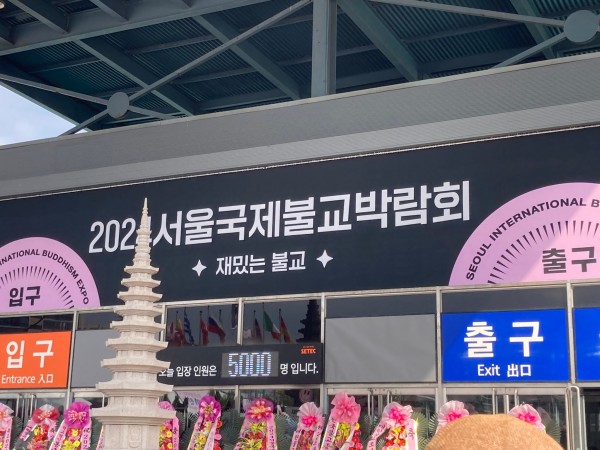 서울국제불교박람회
재밌는 불교
NATIONAL BUDDHISM EXPO
입구
SEOUL INTERNATIONAL BU
출구
입구
Entrance 入口
SETEC
오늘 입장 인원은 5000 명 입니다.
출구
Exit 出口